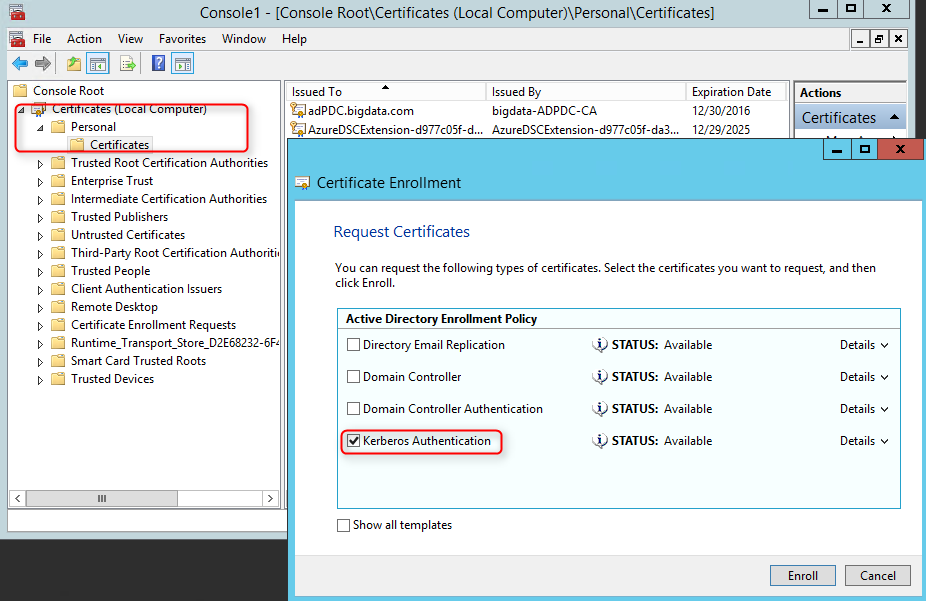 Console1 - [Console Root\Certificates (Local Computer)\Personal\Certificates]
File Action View Favorites Window Help
Console Root
Certificates (Local Computer)
Personal
Certificates
Trusted Root Certification Authorities
Enterprise Trust
Intermediate Certification Authorities
Trusted Publishers
Untrusted Certificates
Third-Party Root Certification Authoritie
Trusted People
Client Authentication Issuers
Remote Desktop
Certificate Enrollment Requests
Runtime_Transport_Store_D2E68232-6F4
Smart Card Trusted Roots
Trusted Devices
Issued To Issued By Expiration Date
adPDC.bigdata.com bigdata-ADPDC-CA 12/30/2016
AzureDSCExtension-d977c05f-d... AzureDSCExtension-d977c05f-da3... 12/29/2025
Actions
Certificates
Certificate Enrollment
Request Certificates
You can request the following types of certificates. Select the certificates you want to request, and then
click Enroll.
Active Directory Enrollment Policy
Directory Email Replication STATUS: Available Details
Domain Controller STATUS: Available Details
Domain Controller Authentication STATUS: Available Details
Kerberos Authentication STATUS: Available Details
Show all templates
Enroll Cancel